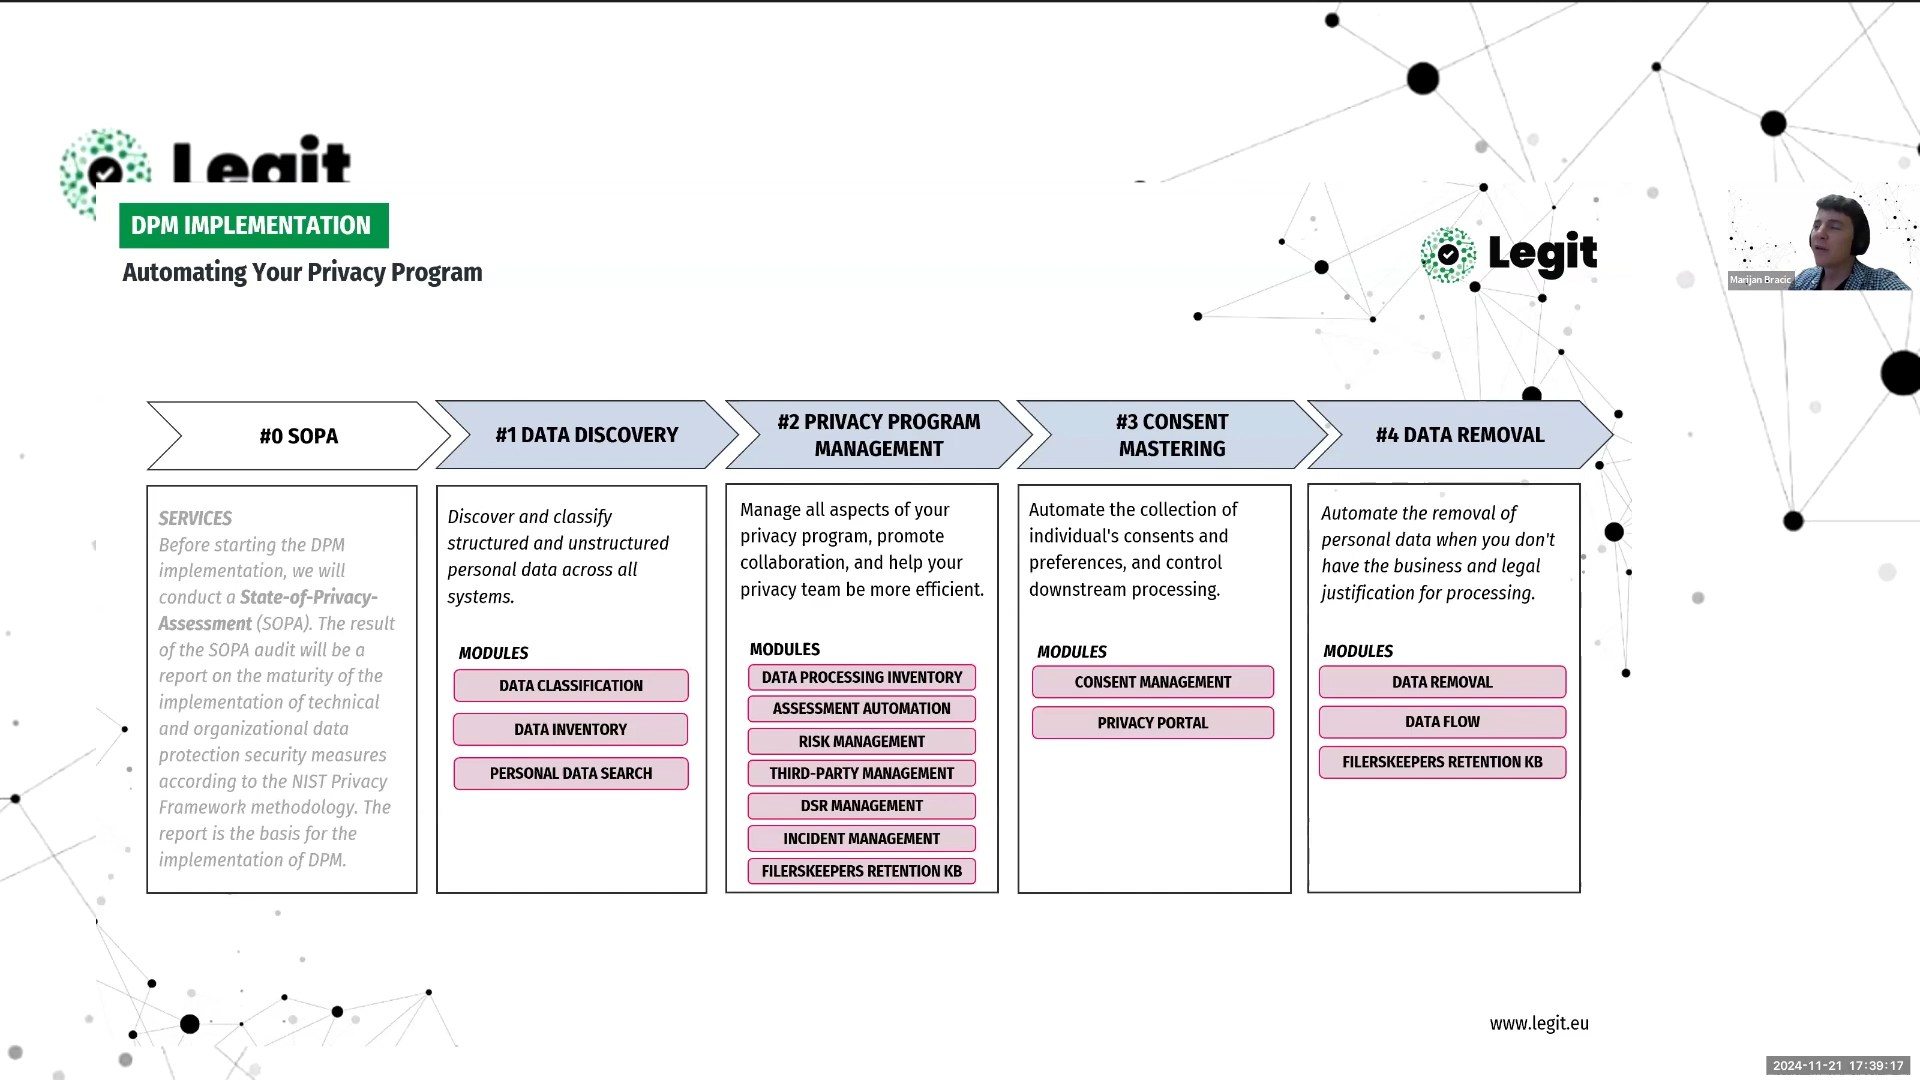 Legit
DPM IMPLEMENTATION
Automating Your Privacy Program
Legit
Marijan Bracic
#0 SOPA
#1 DATA DISCOVERY
#2 PRIVACY PROGRAM
MANAGEMENT
#3 CONSENT
MASTERING
#4 DATA REMOVAL
SERVICES
Before starting the DPM
implementation, we will
conduct a State-of-Privacy-
Assessment (SOPA). The result
of the SOPA audit will be a
report on the maturity of the
implementation of technical
and organizational data
protection security measures
according to the NIST Privacy
Framework methodology. The
report is the basis for the
implementation of DPM.
Discover and classify
structured and unstructured
personal data across all
systems.
MODULES
DATA CLASSIFICATION
DATA INVENTORY
PERSONAL DATA SEARCH
Manage all aspects of your
privacy program, promote
collaboration, and help your
privacy team be more efficient.
MODULES
DATA PROCESSING INVENTORY
ASSESSMENT AUTOMATION
RISK MANAGEMENT
THIRD-PARTY MANAGEMENT
DSR MANAGEMENT
INCIDENT MANAGEMENT
FILERSKEEPERS RETENTION KB
Automate the collection of
individual's consents and
preferences, and control
downstream processing.
MODULES
CONSENT MANAGEMENT
PRIVACY PORTAL
Automate the removal of
personal data when you don't
have the business and legal
justification for processing.
MODULES
DATA REMOVAL
DATA FLOW
FILERSKEEPERS RETENTION KB
www.legit.eu
2024-11-21 17:39:17